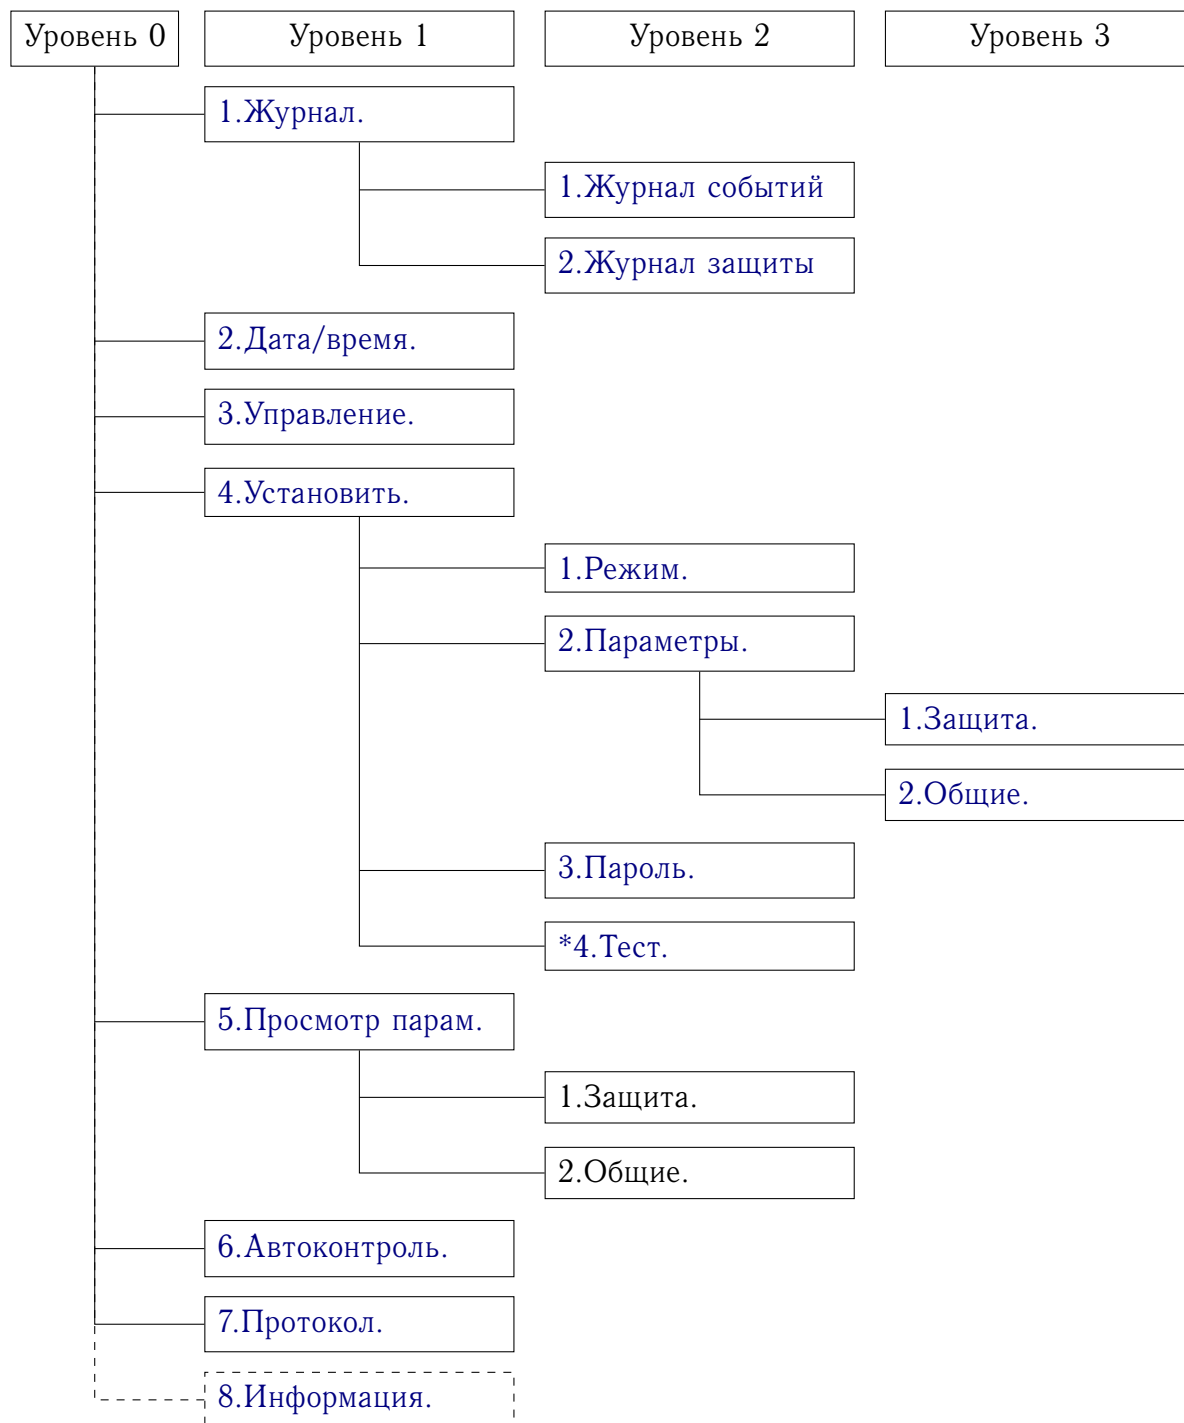 Уровень 0
Уровень 1
Уровень 2
Уровень 3
1.Журнал.
1.Журнал событий
2.Журнал защиты
2.Дата/время.
3.Управление.
4.Установить.
1.Режим.
2.Параметры.
1.Защита.
2.Общие.
3.Пароль.
*4.Тест.
5.Просмотр парам.
1.Защита.
2.Общие.
6.Автоконтроль.
7.Протокол.
8.Информация.